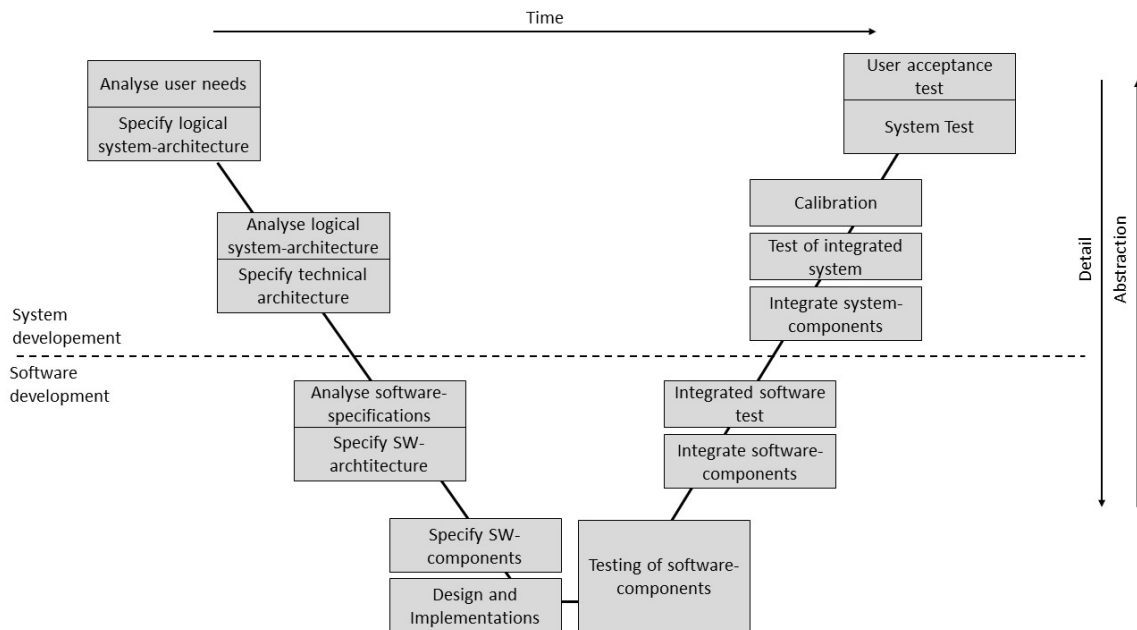 Time
Analyse user needs
Specify logical
system-architecture
User acceptance
test
System Test
Calibration
Analyse logical
system-architecture
Specify technical
architecture
Test of integrated
system
Integrate system-
components
Detail
Abstraction
System
developement
Software
development
Analyse software-
specifications
Specify SW-
archtitecture
Integrated software
test
Integrate software-
components
Specify SW-
components
Design and
Implementations
Testing of software-
components